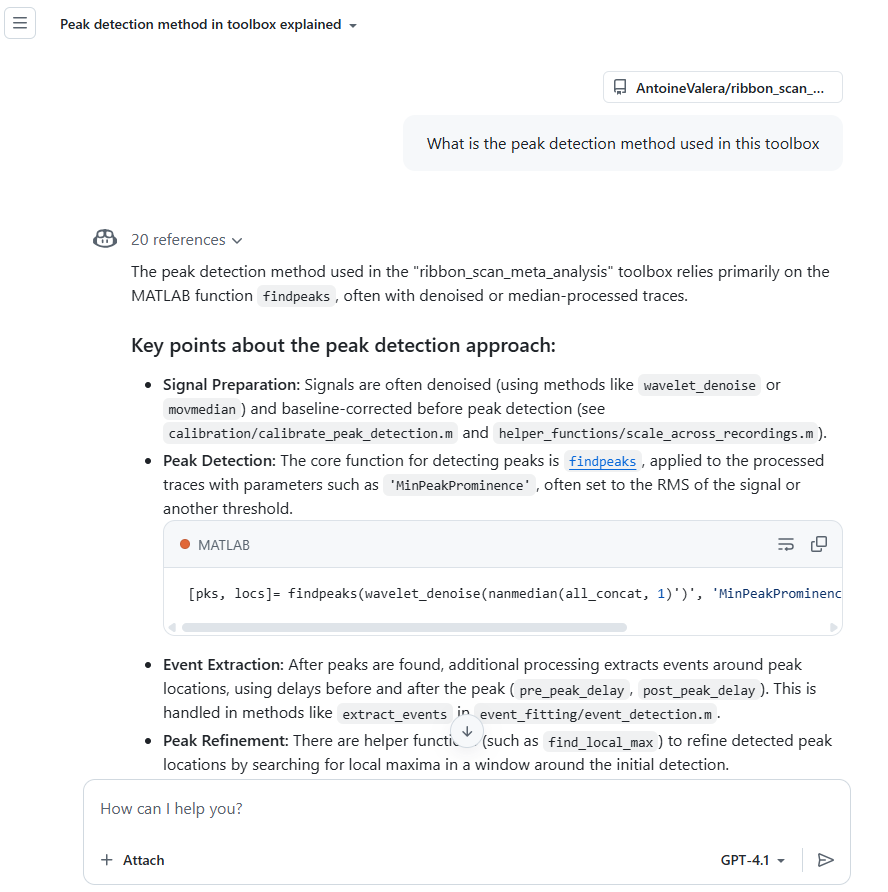 Peak detection method in toolbox explained
AntoineValera/ribbon_scan_...
What is the peak detection method used in this toolbox
20 references
The peak detection method used in the "ribbon_scan_meta_analysis" toolbox relies primarily on the
MATLAB function findpeaks, often with denoised or median-processed traces.
Key points about the peak detection approach:
• Signal Preparation: Signals are often denoised (using methods like wavelet_denoise or
movmedian) and baseline-corrected before peak detection (see
calibration/calibrate_peak_detection.m and helper_functions/scale_across_recordings.m).
• Peak Detection: The core function for detecting peaks is findpeaks, applied to the processed
traces with parameters such as 'MinPeakProminence', often set to the RMS of the signal or
another threshold.
MATLAB
[pks, locs]= findpeaks(wavelet_denoise(nanmedian(all_concat, 1)')', 'MinPeakProminenc
• Event Extraction: After peaks are found, additional processing extracts events around peak
locations, using delays before and after the peak (pre_peak_delay, post_peak_delay). This is
handled in methods like extract_events in event_fitting/event_detection.m.
• Peak Refinement: There are helper functi (such as find_local_max) to refine detected peak
locations by searching for local maxima in a window around the initial detection.
How can I help you?
+ Attach
GPT-4.1